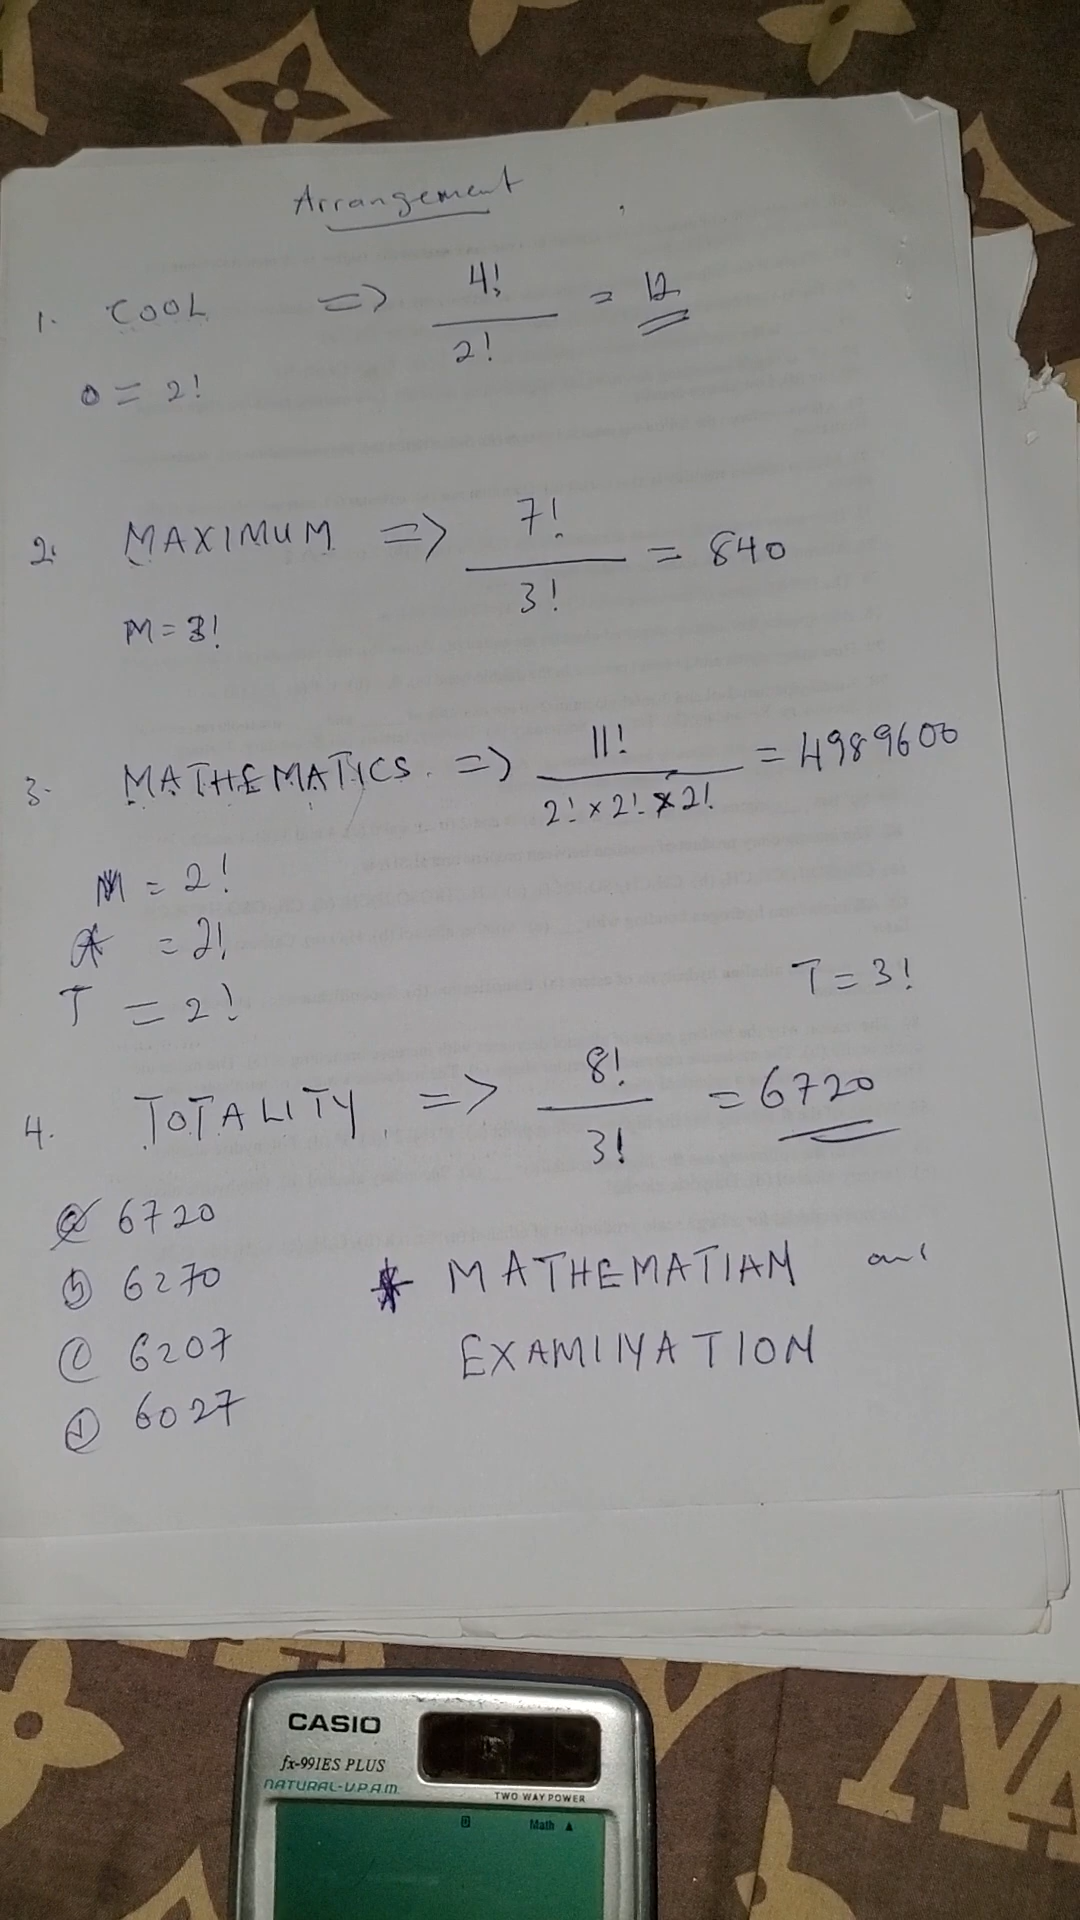 Arrangement
1. COOL => 4!/2! = 12
O = 2!
2. MAXIMUM => 7!/3! = 840
M = 3!
3. MATHEMATICS. => 11!/2! x 2! x 2! = 4989600
M = 2!
A = 2!
T = 2!
T = 3!
4. TOTALITY => 8!/3! = 6720
(a) 6720
(b) 6270
(c) 6207
(d) 6027
* MATHEMATIAM and
EXAMINATION
CASIO
fx-991ES PLUS
NATURAL-V.P.A.M.
TWO WAY POWER
D Math ▲